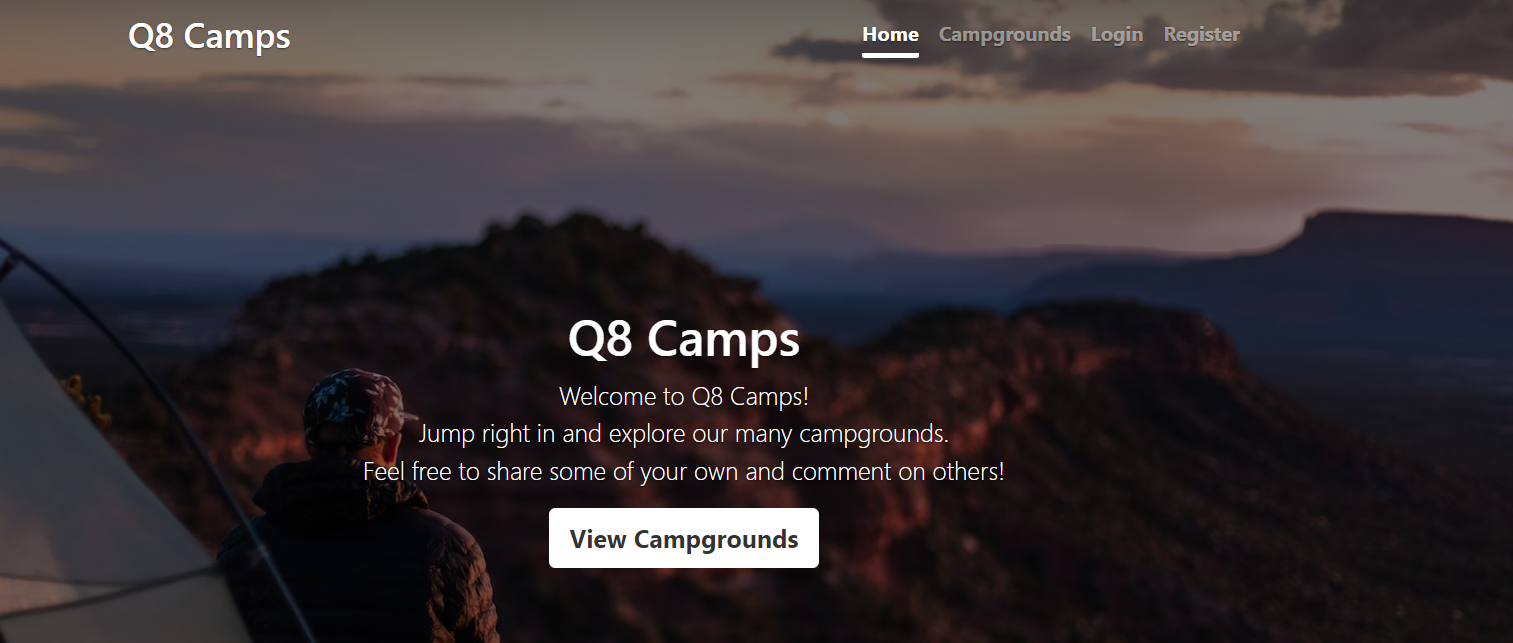 Q8 Camps
Home Campgrounds Login Register
Q8 Camps
Welcome to Q8 Camps!
Jump right in and explore our many campgrounds.
Feel free to share some of your own and comment on others!
View Campgrounds